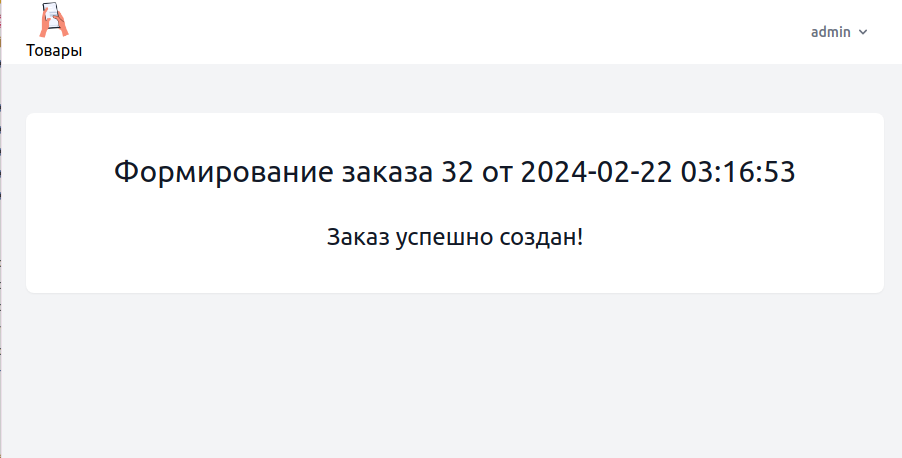 Товары
admin
Формирование заказа 32 от 2024-02-22 03:16:53
Заказ успешно создан!